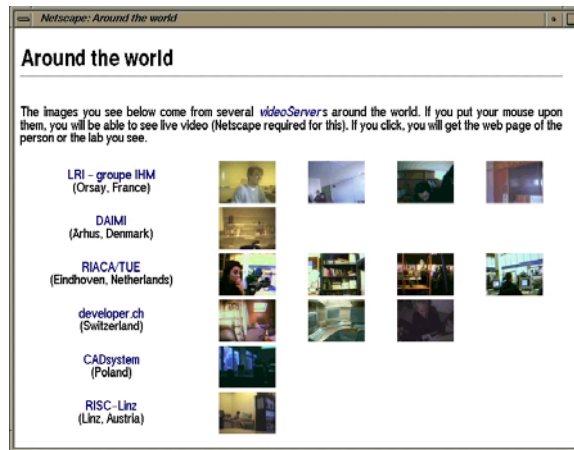 Netscape: Around the world
Around the world
The images you see below come from several videoServers around the world. If you put your mouse upon
them, you will be able to see live video (Netscape required for this). If you click, you will get the web page of the
person or the lab you see.
LRI - groupe IHM
(Orsay, France)
DAIMI
(Århus, Denmark)
RIACA/TUE
(Eindhoven, Netherlands)
developer.ch
(Switzerland)
CADsystem
(Poland)
RISC-Linz
(Linz, Austria)